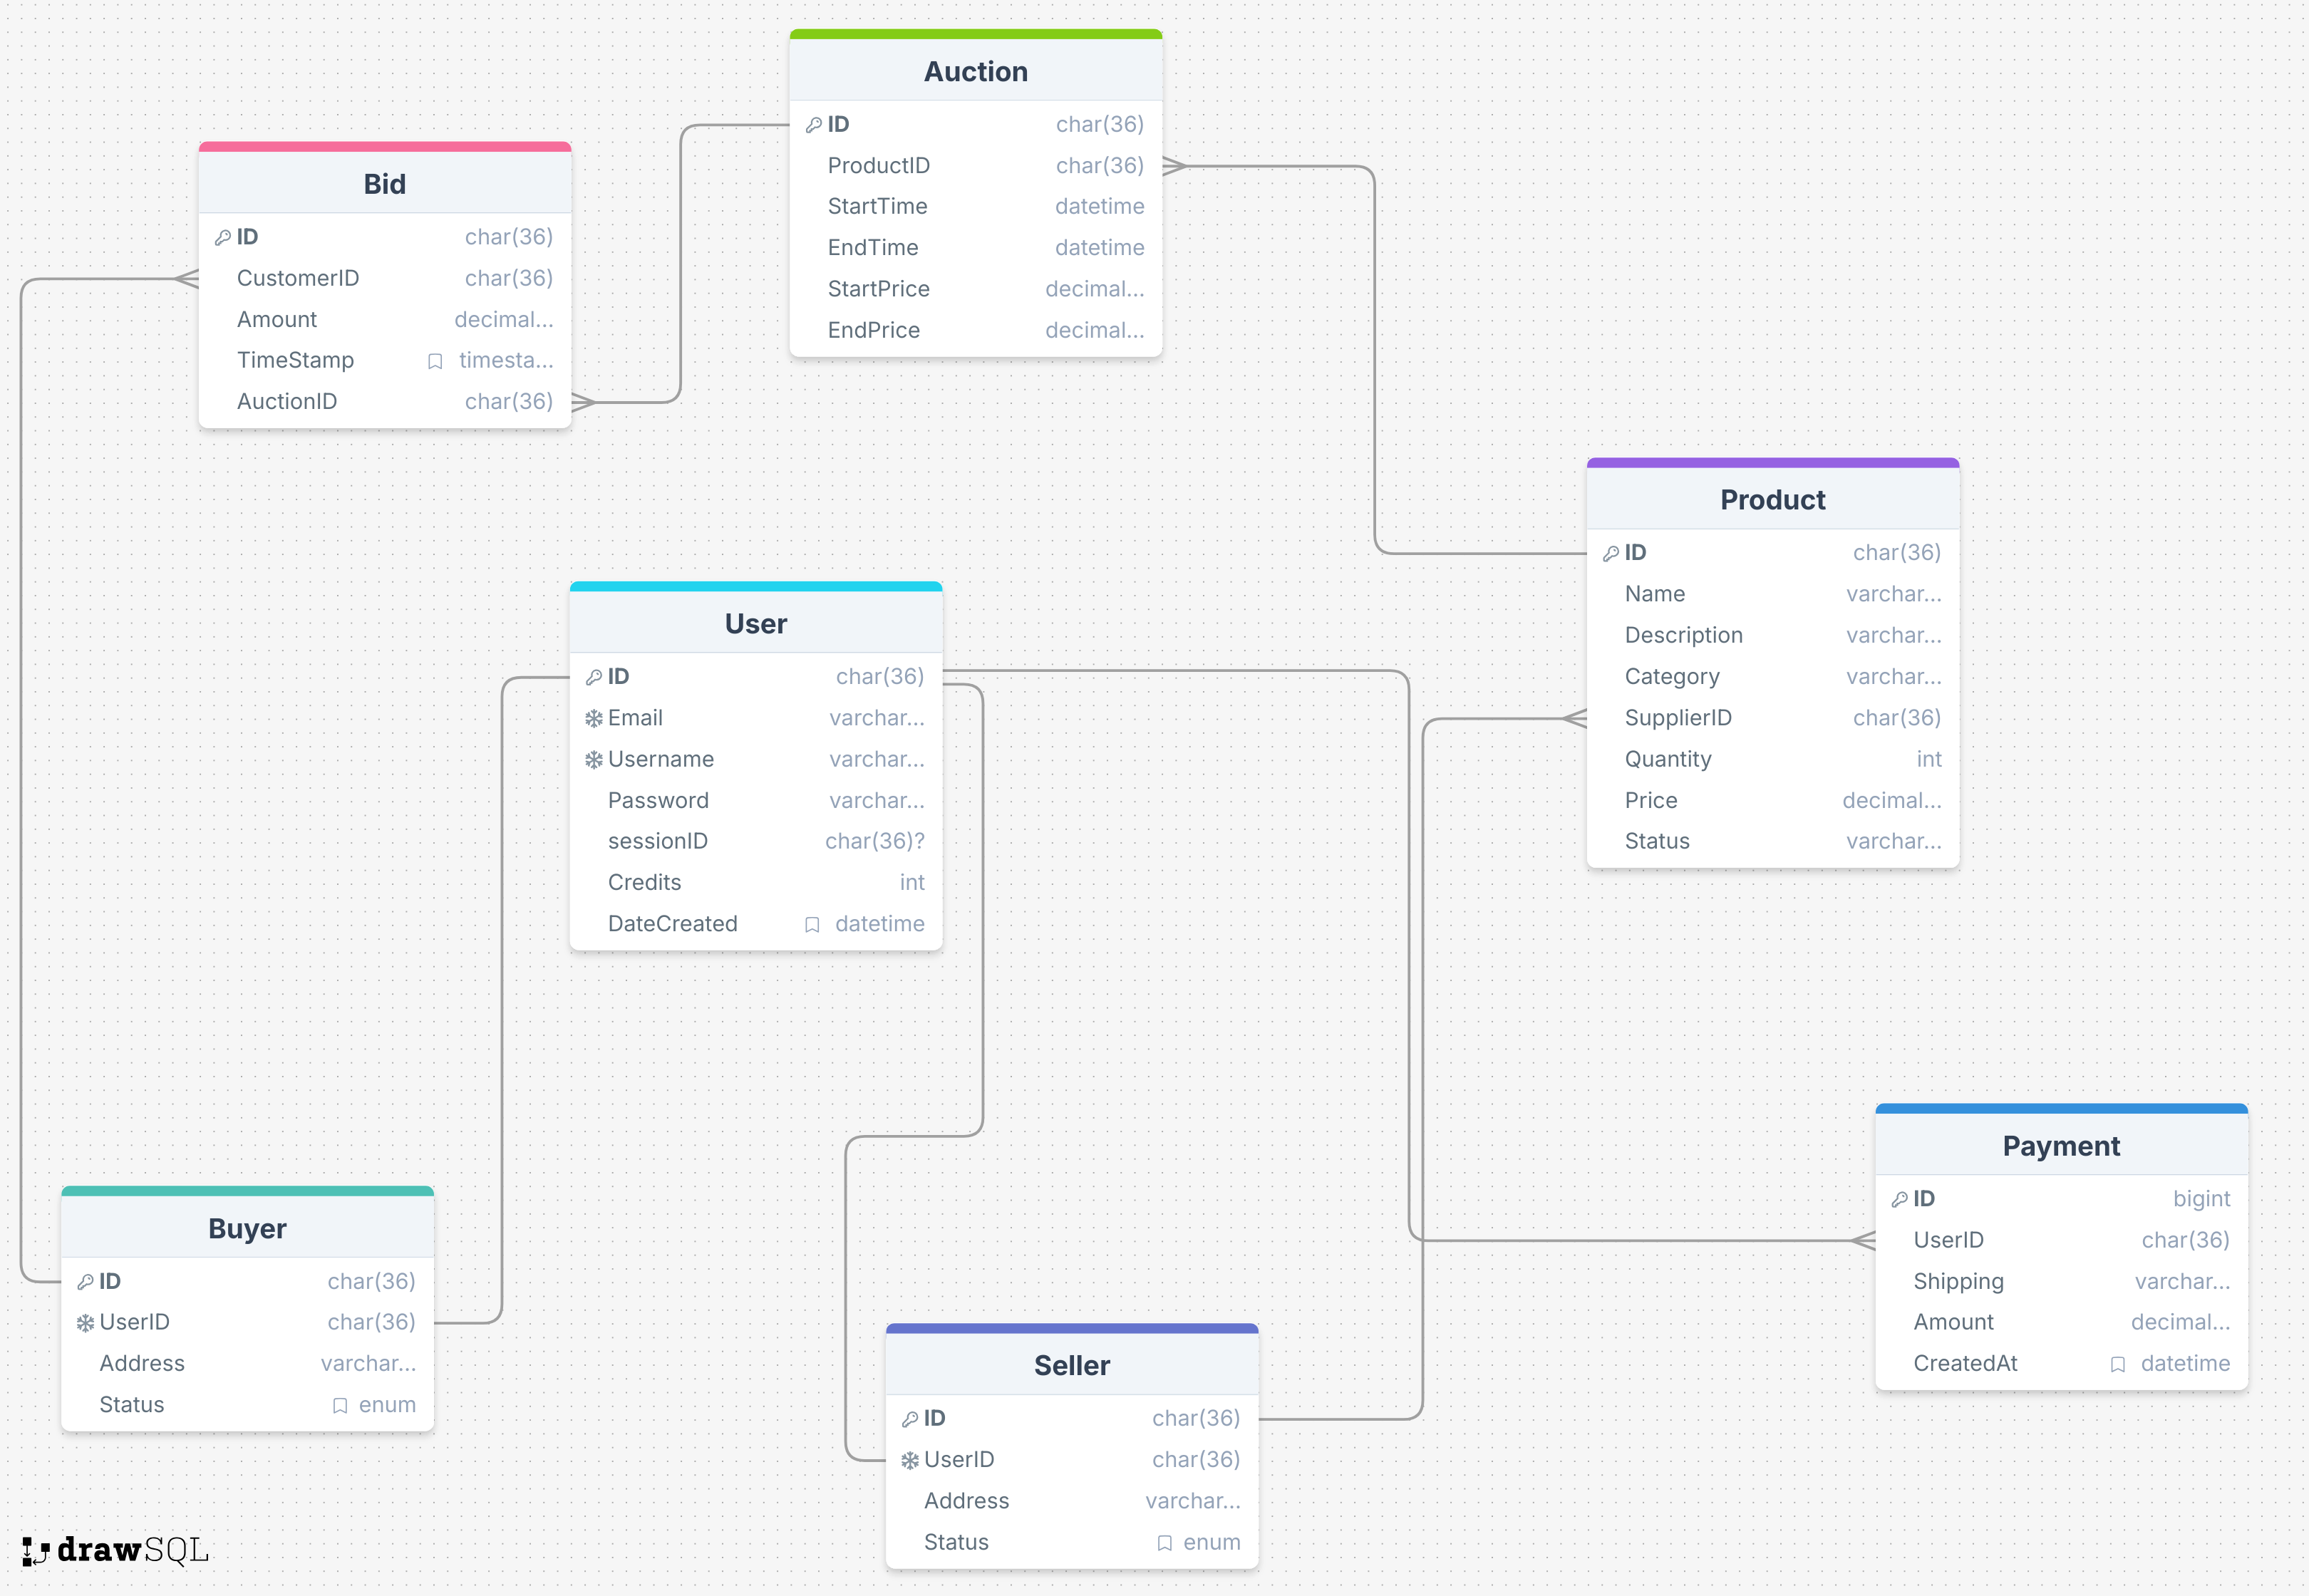 Auction
ID char(36)
ProductID char(36)
StartTime datetime
EndTime datetime
StartPrice decimal...
EndPrice decimal...
Bid
ID char(36)
CustomerID char(36)
Amount decimal...
TimeStamp timesta...
AuctionID char(36)
Product
ID char(36)
Name varchar...
Description varchar...
Category varchar...
SupplierID char(36)
Quantity int
Price decimal...
Status varchar...
User
ID char(36)
Email varchar...
Username varchar...
Password varchar...
sessionID char(36)?
Credits int
DateCreated datetime
Payment
ID bigint
UserID char(36)
Shipping varchar...
Amount decimal...
CreatedAt datetime
Buyer
ID char(36)
UserID char(36)
Address varchar...
Status enum
Seller
ID char(36)
UserID char(36)
Address varchar...
Status enum
drawSQL